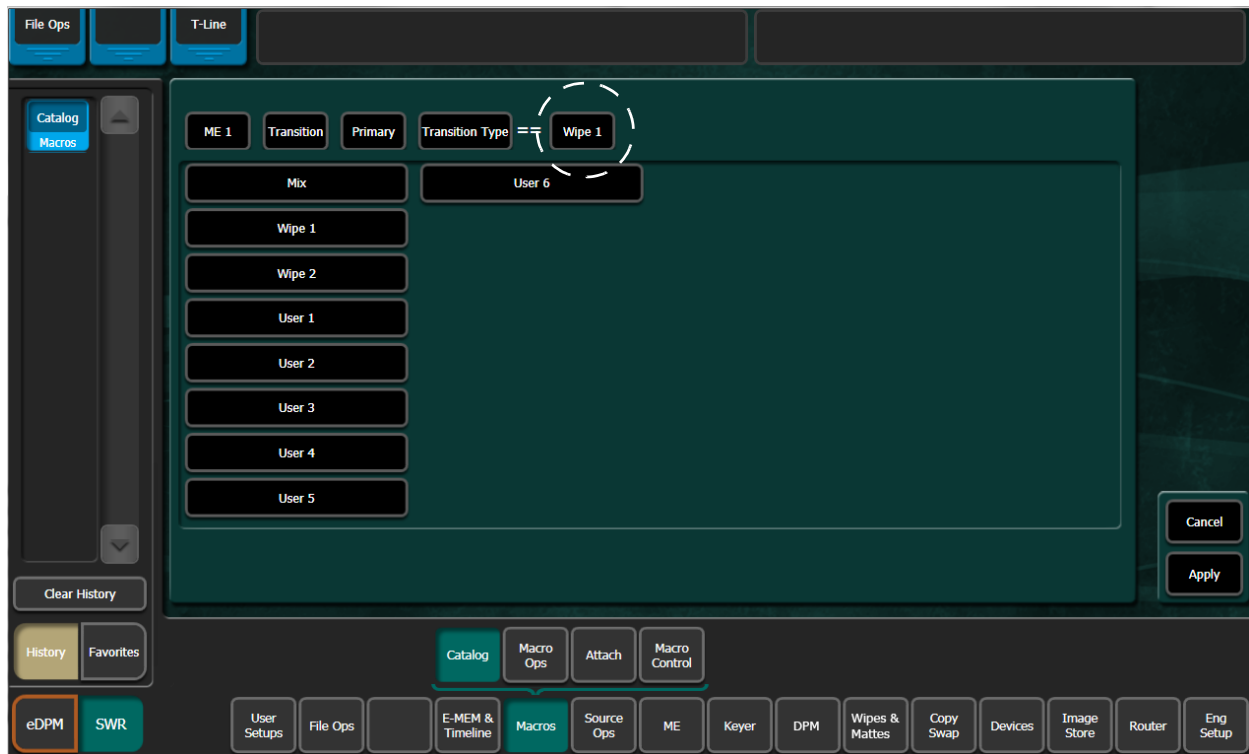 File Ops
T-Line
Catalog
Macros
ME 1 Transition Primary Transition Type == Wipe 1
Mix
User 6
Wipe 1
Wipe 2
User 1
User 2
User 3
User 4
User 5
Cancel
Apply
Clear History
History Favorites
Catalog
Macro
Ops
Attach
Macro
Control
eDPM SWR
User
Setups
File Ops
E-MEM &
Timeline
Macros
Source
Ops
ME
Keyer
DPM
Wipes &
Mattes
Copy
Swap
Devices
Image
Store
Router
Eng
Setup